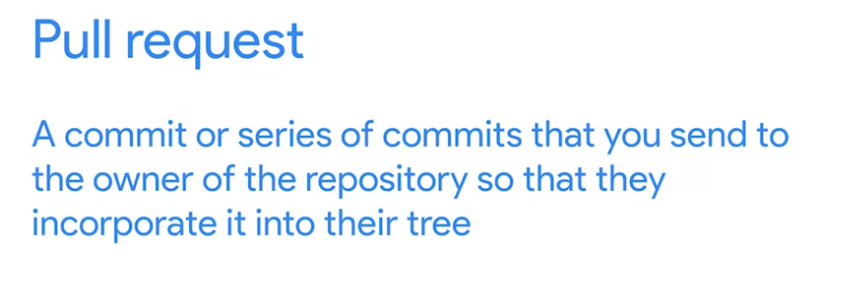 Pull request
A commit or series of commits that you send to
the owner of the repository so that they
incorporate it into their tree